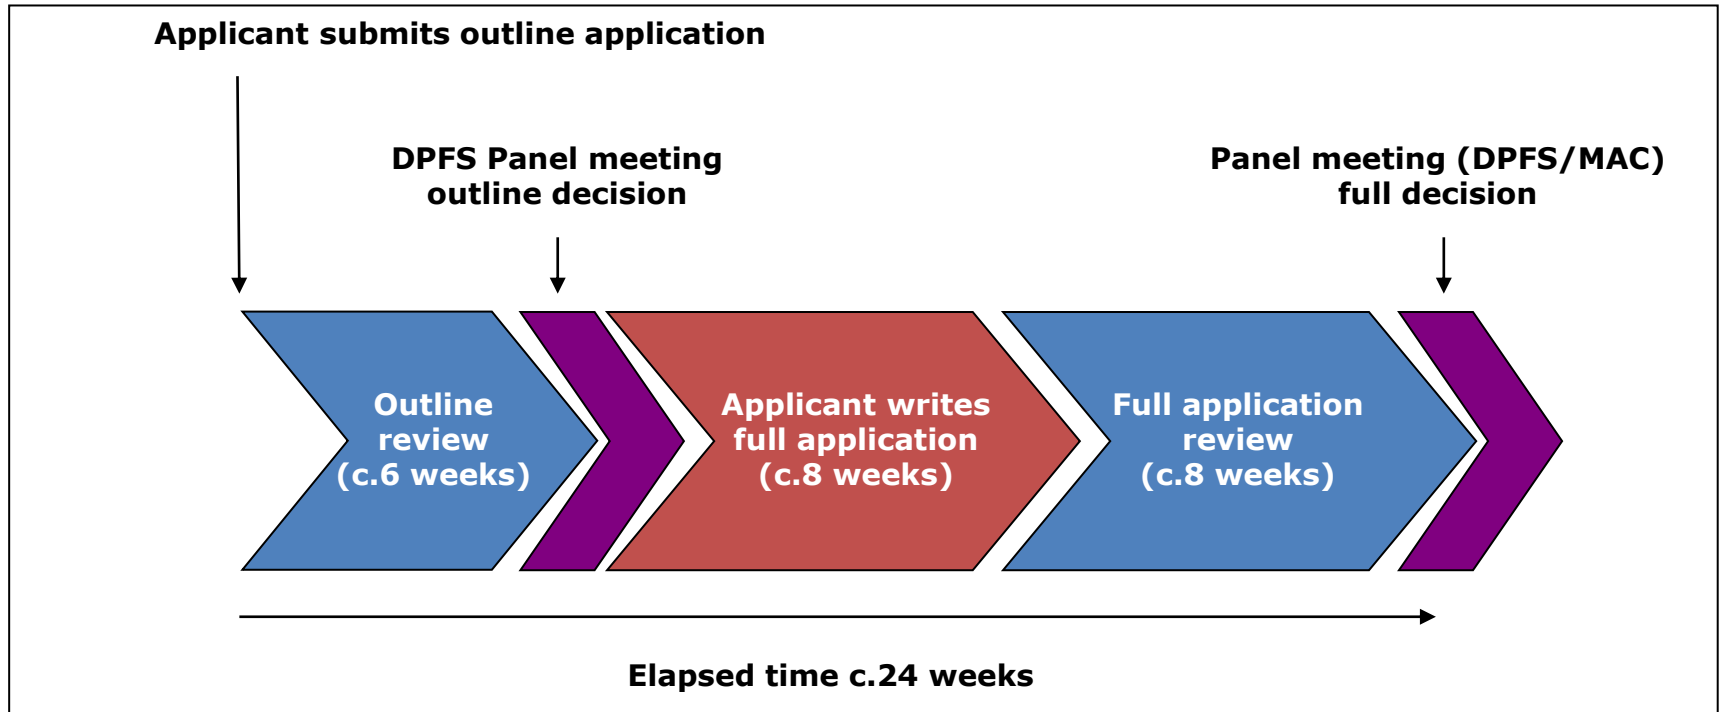 Applicant submits outline application
DPFS Panel meeting
outline decision
Panel meeting (DPFS/MAC)
full decision
Outline
review
(c.6 weeks)
Applicant writes
full application
(c.8 weeks)
Full application
review
(c.8 weeks)
Elapsed time c.24 weeks